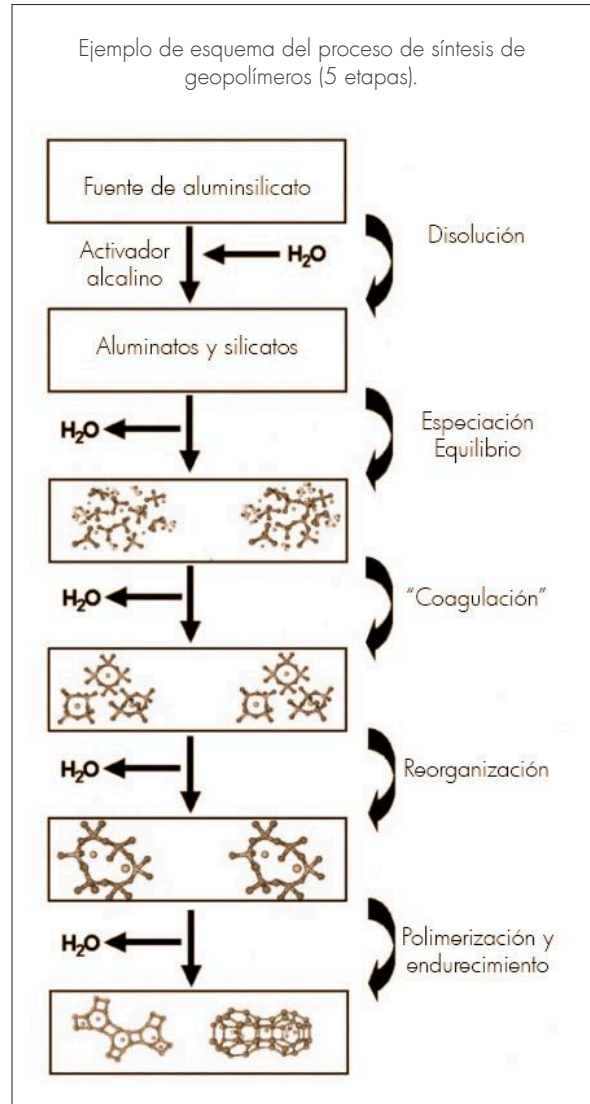 Ejemplo de esquema del proceso de síntesis de
geopolímeros (5 etapas).
Fuente de aluminsilicato
Disolución
Activador
alcalino
H₂O
Aluminatos y silicatos
H₂O
Especiación
Equilibrio
H₂O
“Coagulación”
H₂O
Reorganización
H₂O
Polimerización y
endurecimiento